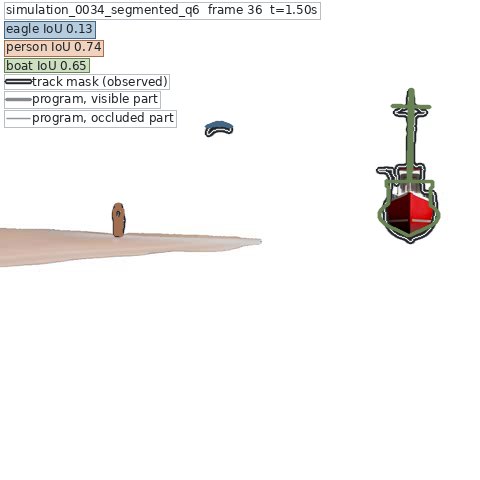 simulation_0034_segmented_q6 frame 36 t=1.50s
eagle IoU 0.13
person IoU 0.74
boat IoU 0.65
track mask (observed)
program, visible part
program, occluded part